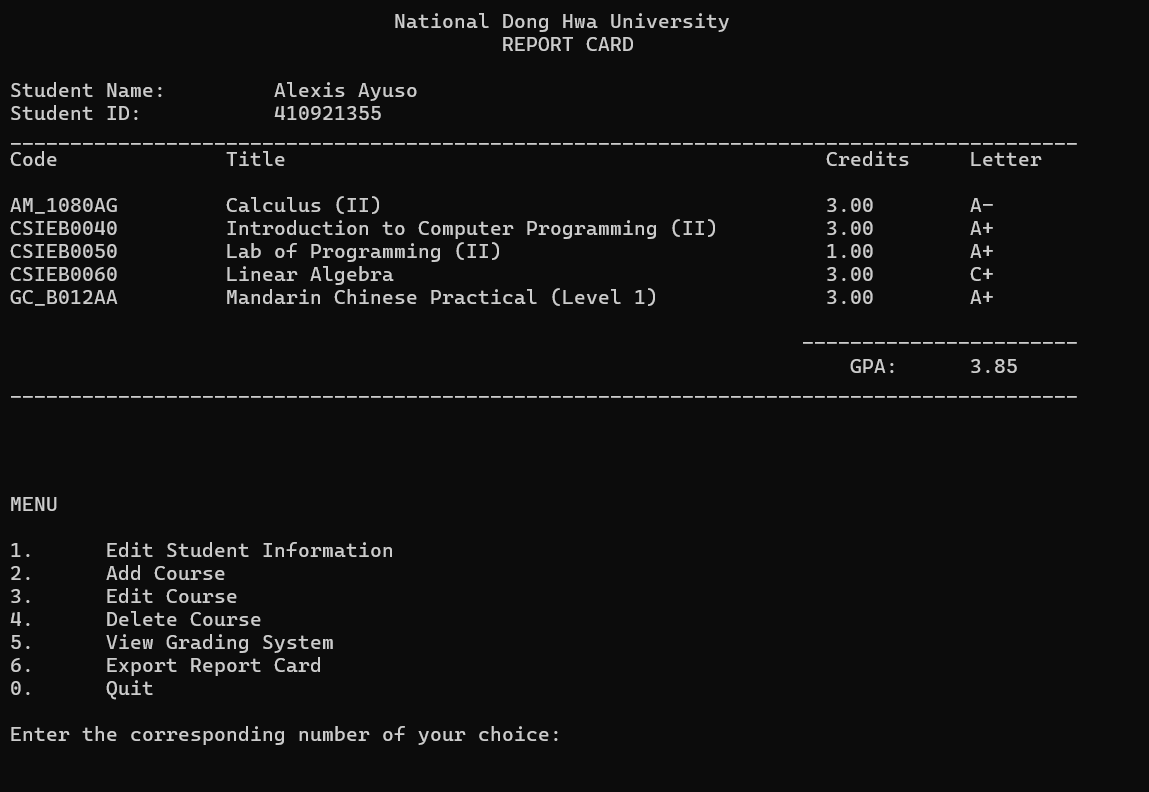 National Dong Hwa University
REPORT CARD
Student Name: Alexis Ayuso
Student ID: 410921355
Code Title Credits Letter
AM_1080AG Calculus (II) 3.00 A-
CSIEB0040 Introduction to Computer Programming (II) 3.00 A+
CSIEB0050 Lab of Programming (II) 1.00 A+
CSIEB0060 Linear Algebra 3.00 C+
GC_B012AA Mandarin Chinese Practical (Level 1) 3.00 A+
GPA: 3.85
MENU
1. Edit Student Information
2. Add Course
3. Edit Course
4. Delete Course
5. View Grading System
6. Export Report Card
0. Quit
Enter the corresponding number of your choice: